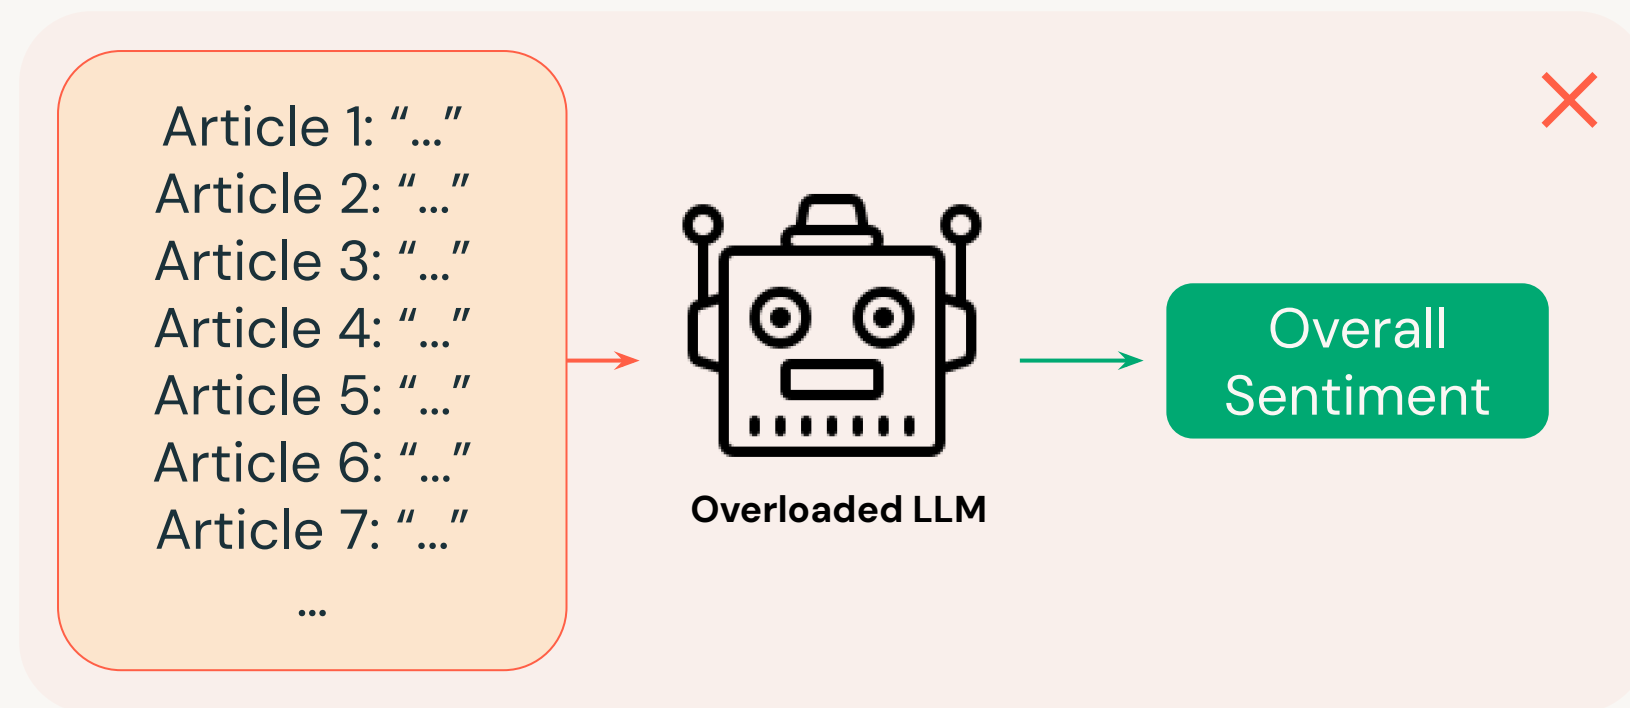 Article 1: “...”
Article 2: “...”
Article 3: “...”
Article 4: “...”
Article 5: “...”
Article 6: “...”
Article 7: “...”
...
Overloaded LLM
Overall
Sentiment